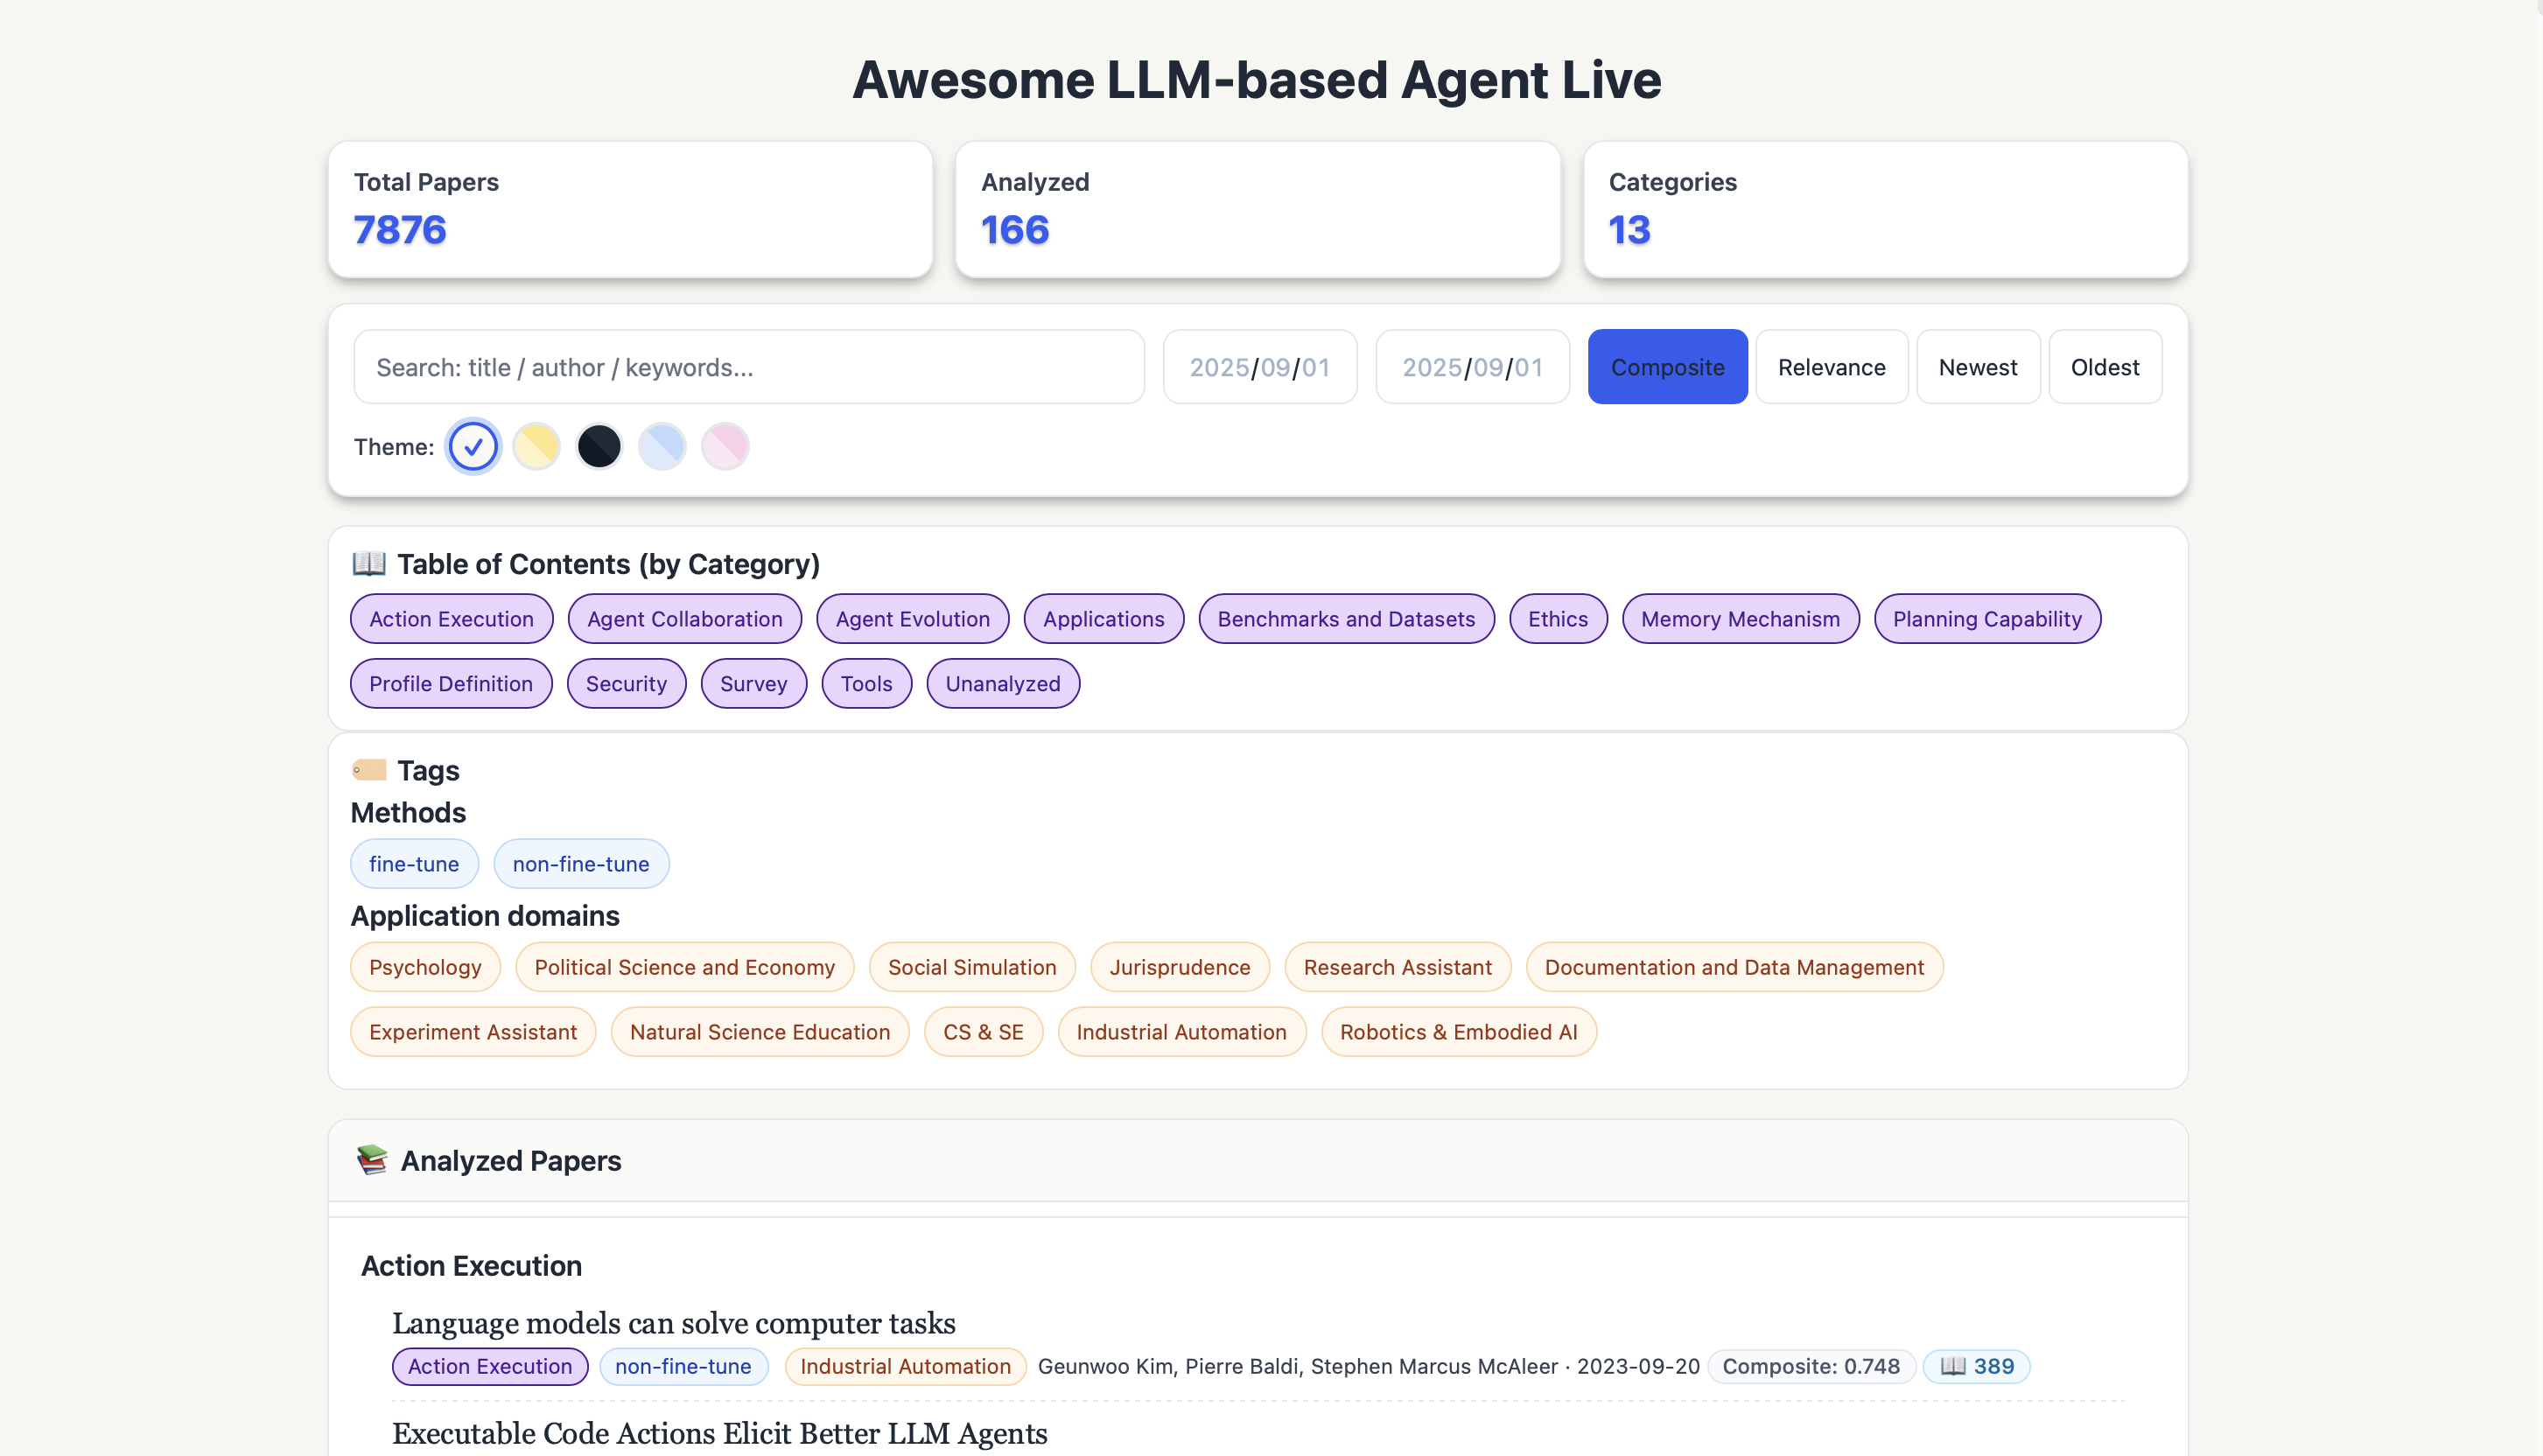 Awesome LLM-based Agent Live
Total Papers
7876
Analyzed
166
Categories
13
Search: title / author / keywords...
2025/09/01
2025/09/01
Composite
Relevance
Newest
Oldest
Theme:
📖 Table of Contents (by Category)
Action Execution
Agent Collaboration
Agent Evolution
Applications
Benchmarks and Datasets
Ethics
Memory Mechanism
Planning Capability
Profile Definition
Security
Survey
Tools
Unanalyzed
🏷️ Tags
Methods
fine-tune
non-fine-tune
Application domains
Psychology
Political Science and Economy
Social Simulation
Jurisprudence
Research Assistant
Documentation and Data Management
Experiment Assistant
Natural Science Education
CS & SE
Industrial Automation
Robotics & Embodied AI
📚 Analyzed Papers
Action Execution
Language models can solve computer tasks
Action Execution non-fine-tune Industrial Automation Geunwoo Kim, Pierre Baldi, Stephen Marcus McAleer · 2023-09-20 Composite: 0.748 📖 389
Executable Code Actions Elicit Better LLM Agents